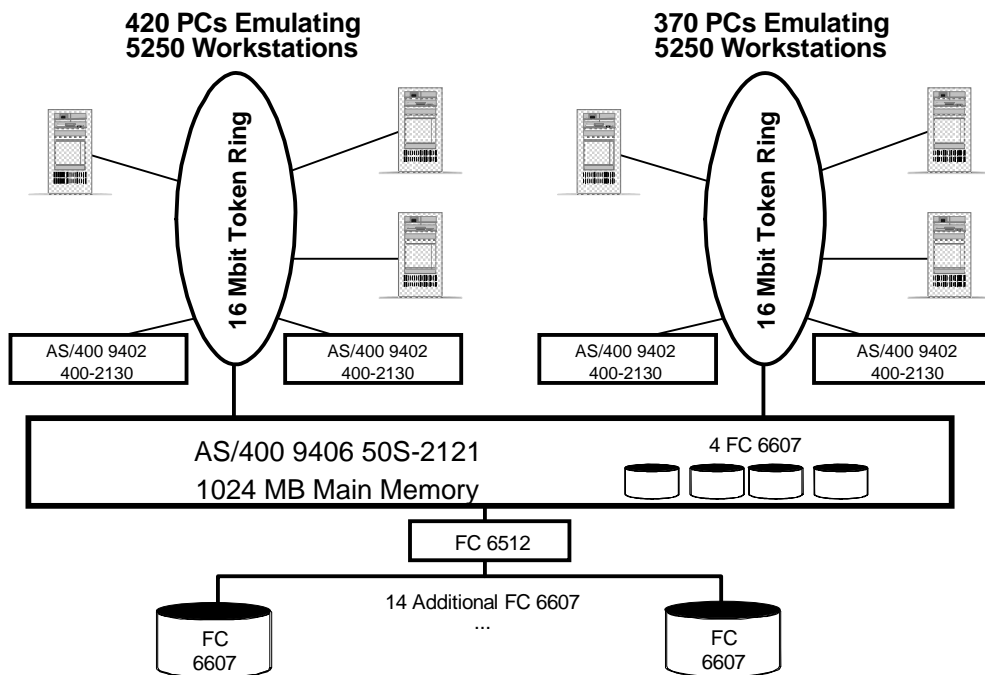 420 PCs Emulating
5250 Workstations
370 PCs Emulating
5250 Workstations
16 Mbit Token Ring
16 Mbit Token Ring
AS/400 9402
400-2130
AS/400 9402
400-2130
AS/400 9402
400-2130
AS/400 9402
400-2130
AS/400 9406 50S-2121
1024 MB Main Memory
4 FC 6607
FC 6512
14 Additional FC 6607
...
FC
6607
FC
6607